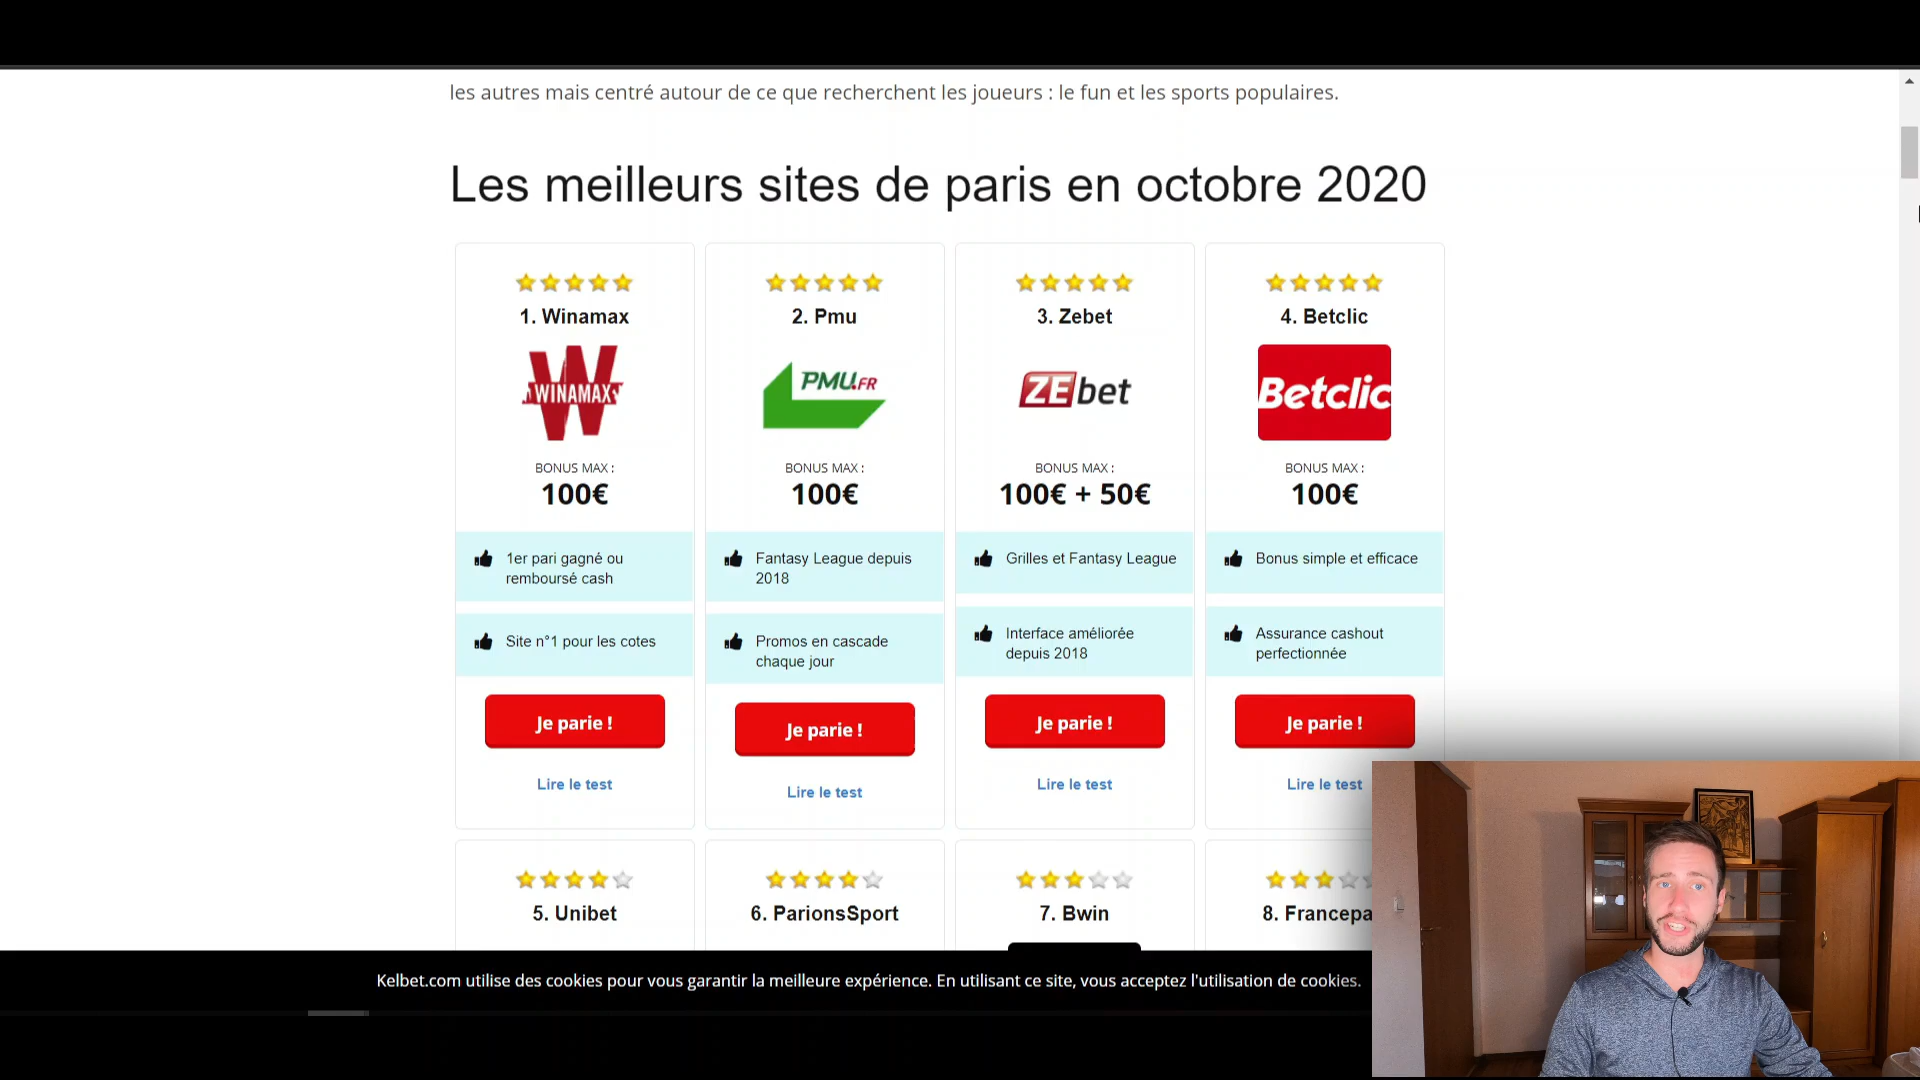 les autres mais centré autour de ce que recherchent les joueurs : le fun et les sports populaires.
Les meilleurs sites de paris en octobre 2020
1. Winamax
WINAMAX
BONUS MAX :
100€
1er pari gagné ou
remboursé cash
Site n°1 pour les cotes
Je parie !
Lire le test
2. Pmu
PMU.FR
BONUS MAX :
100€
Fantasy League depuis
2018
Promos en cascade
chaque jour
Je parie !
Lire le test
3. Zebet
ZEbet
BONUS MAX :
100€ + 50€
Grilles et Fantasy League
Interface améliorée
depuis 2018
Je parie !
Lire le test
4. Betclic
Betclic
BONUS MAX :
100€
Bonus simple et efficace
Assurance cashout
perfectionnée
Je parie !
Lire le test
5. Unibet
6. ParionsSport
7. Bwin
8. Francepa
Kelbet.com utilise des cookies pour vous garantir la meilleure expérience. En utilisant ce site, vous acceptez l'utilisation de cookies.